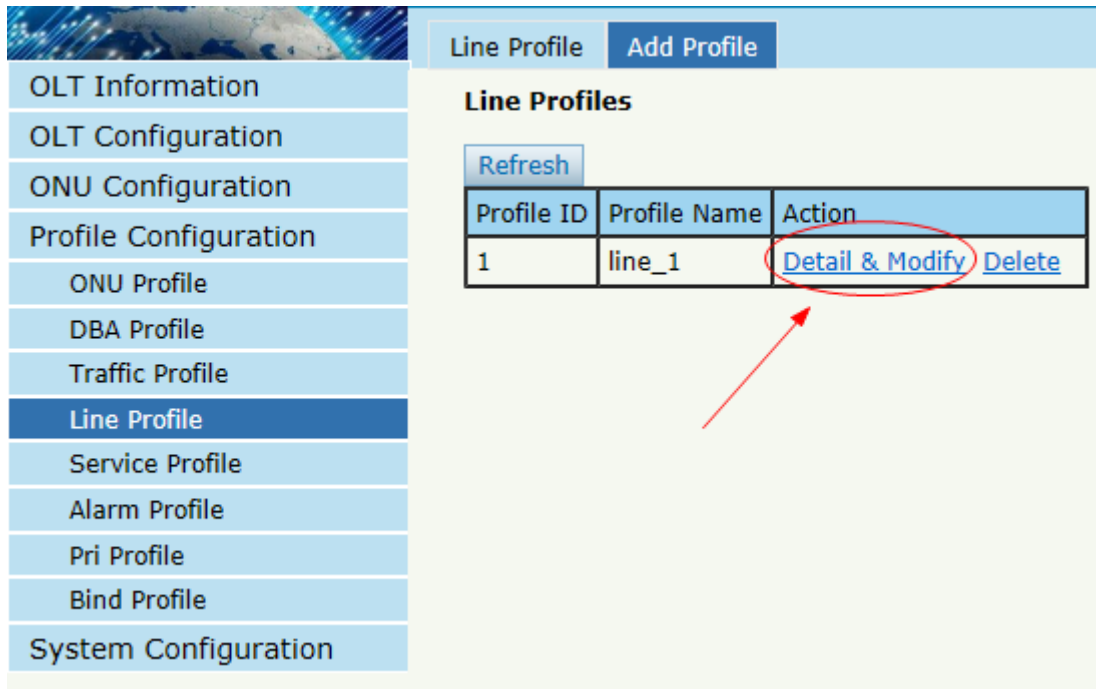 OLT Information
OLT Configuration
ONU Configuration
Profile Configuration
ONU Profile
DBA Profile
Traffic Profile
Line Profile
Service Profile
Alarm Profile
Pri Profile
Bind Profile
System Configuration
Line Profile Add Profile
Line Profiles
Refresh
Profile ID Profile Name Action
1 line_1 Detail & Modify Delete